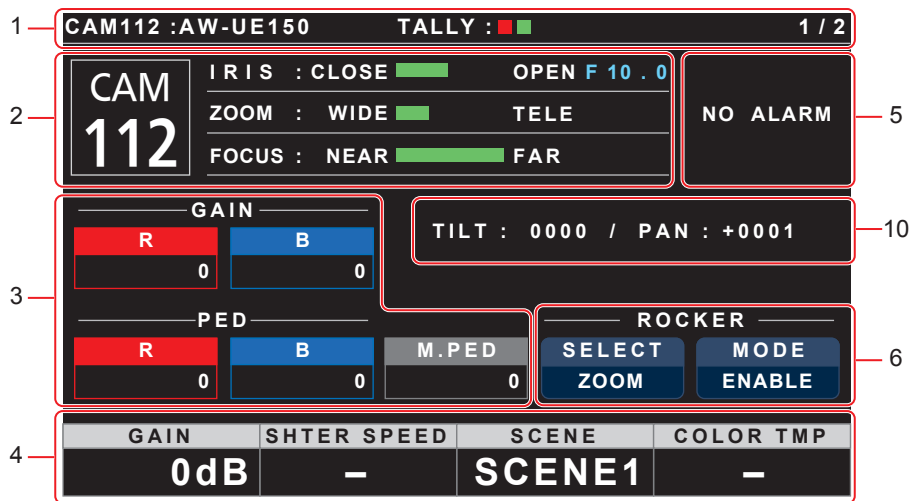 1
CAM112 :AW-UE150 TALLY : 1 / 2
2
CAM
112
IRIS : CLOSE OPEN F 10 . 0
ZOOM : WIDE TELE
FOCUS : NEAR FAR
NO ALARM
5
GAIN
R B
0 0
TILT : 0000 / PAN : +0001
10
3
PED
R B M.PED
0 0 0
ROCKER
SELECT MODE
ZOOM ENABLE
6
4
GAIN SHTER SPEED SCENE COLOR TMP
0dB – SCENE1 –